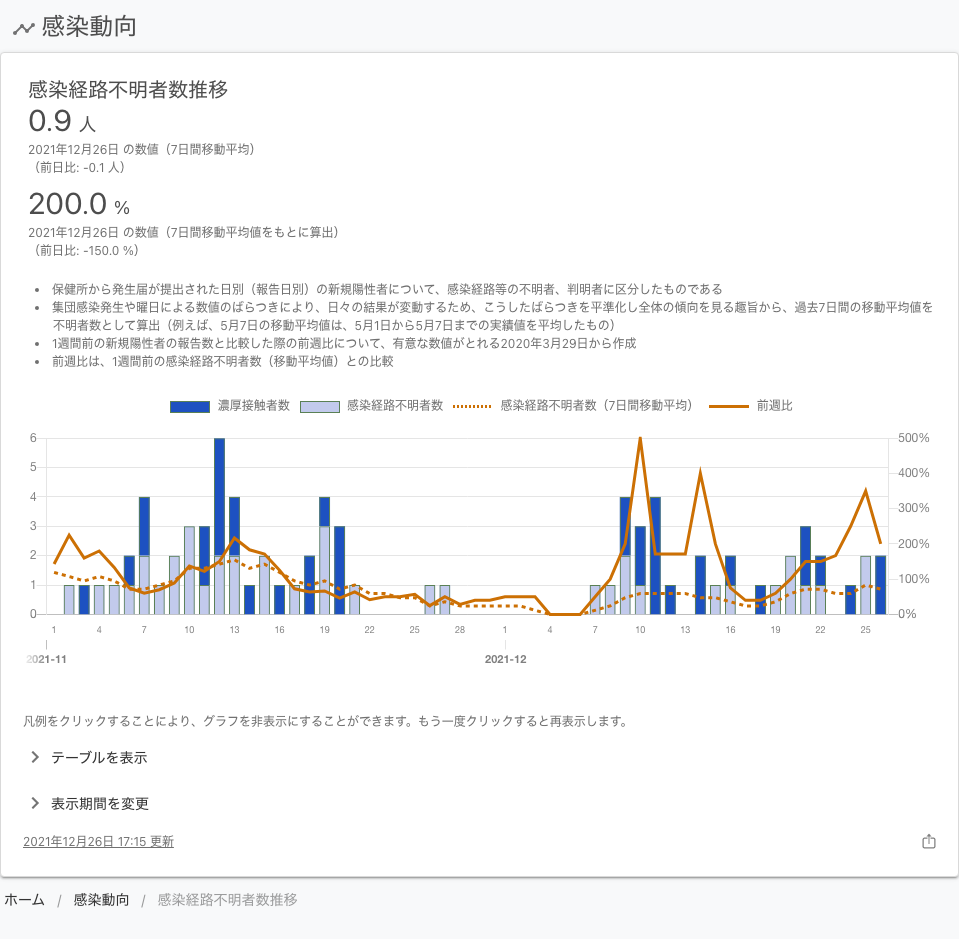 感染動向
感染経路不明者数推移
0.9 人
2021年12月26日 の数値（7日間移動平均）
（前日比: -0.1 人）
200.0 %
2021年12月26日 の数値（7日間移動平均値をもとに算出）
（前日比: -150.0 %）
• 保健所から発生届が提出された日別（報告日別）の新規陽性者について、感染経路等の不明者、判明者に区分したものである
• 集団感染発生や曜日による数値のばらつきにより、日々の結果が変動するため、こうしたばらつきを平準化し全体の傾向を見る趣旨から、過去7日間の移動平均値を
不明者数として算出（例えば、5月7日の移動平均値は、5月1日から5月7日までの実績値を平均したもの）
• 1週間前の新規陽性者の報告数と比較した際の前週比について、有意な数値がとれる2020年3月29日から作成
• 前週比は、1週間前の感染経路不明者数（移動平均値）との比較
濃厚接触者数 感染経路不明者数 感染経路不明者数（7日間移動平均） 前週比
6 500%
5 400%
4 300%
3 200%
2 100%
1 0%
0
1 4 7 10 13 16 19 22 25 28 1 4 7 10 13 16 19 22 25
2021-11 2021-12
凡例をクリックすることにより、グラフを非表示にすることができます。もう一度クリックすると再表示します。
テーブルを表示
表示期間を変更
2021年12月26日 17:15 更新
ホーム / 感染動向 / 感染経路不明者数推移